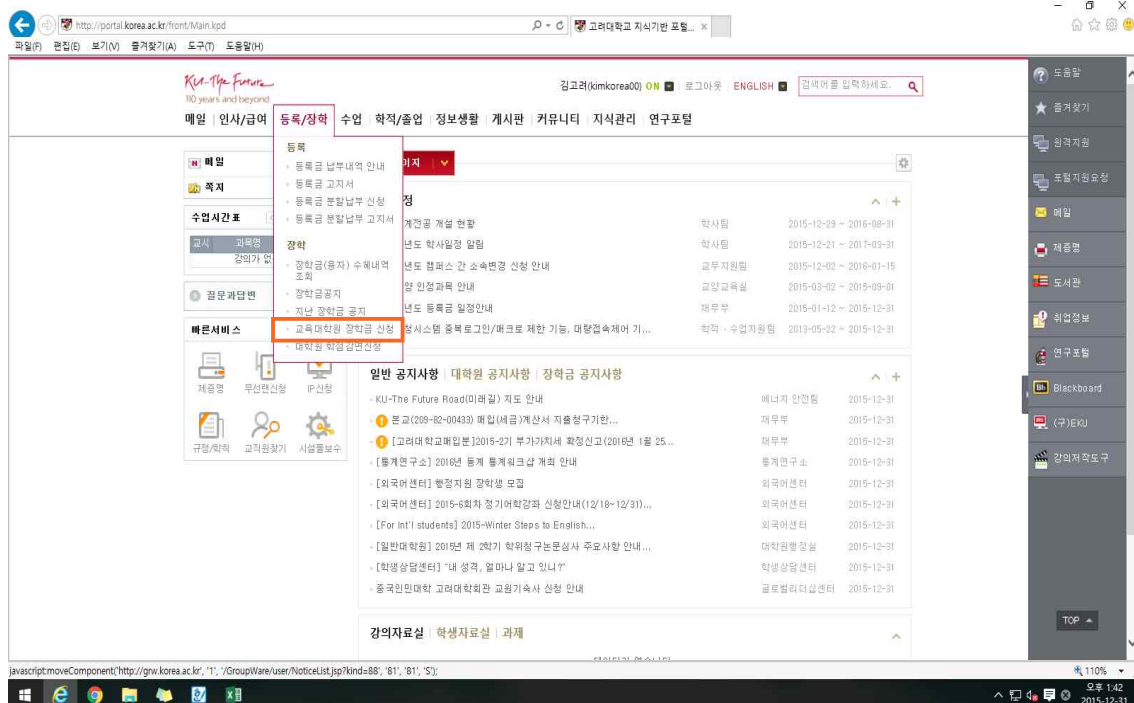 http://portal.korea.ac.kr/front/Main.kpd
고려대학교 지식기반 포털...
파일(F) 편집(E) 보기(V) 즐겨찾기(A) 도구(T) 도움말(H)
KU-The Future
110 years and beyond
김고려(kimkorea00) ON 로그아웃 ENGLISH 검색어를 입력하세요.
메일 인사/급여 등록/장학 수업 학적/졸업 정보생활 게시판 커뮤니티 지식관리 연구포털
등록
등록금 납부내역 안내
등록금 고지서
등록금 분할납부 신청
등록금 분할납부 고지서
장학
장학금(융자) 수혜내역 조회
장학금공지
지난 장학금 공지
교육대학원 장학금 신청
대학원 학점감면신청
N 메일
쪽지
수업시간표
교시 과목명
강의가 없
질문과답변
빠른서비스
제증명 무선랜신청 IP신청
규정/학칙 교직원찾기 시설물보수
이지
정
계전공 개설 현황 학사팀 2015-12-29 ~ 2016-08-31
년도 학사일정 알림 학사팀 2015-12-21 ~ 2017-03-31
년도 캠퍼스 간 소속변경 신청 안내 교무지원팀 2015-12-02 ~ 2016-01-15
양 인정과목 안내 교양교육실 2015-03-02 ~ 2015-09-01
년도 등록금 일정안내 재무부 2015-01-12 ~ 2015-12-31
청시스템 중복로그인/매크로 제한 기능, 대량접속제어 기... 학적·수업지원팀 2013-05-22 ~ 2015-12-31
일반 공지사항 대학원 공지사항 장학금 공지사항
KU-The Future Road(미래길) 지도 안내 에너지·안전팀 2015-12-31
본교(209-82-00433) 매입(세금)계산서 지출청구기한... 재무부 2015-12-31
[고려대학교매입분]2015-2기 부가가치세 확정신고(2016년 1월 25... 재무부 2015-12-31
[통계연구소] 2016년 동계 통계워크샵 개최 안내 통계연구소 2015-12-31
[외국어센터] 행정지원 장학생 모집 외국어센터 2015-12-31
[외국어센터] 2015-6회차 정기어학강좌 신청안내(12/18~12/31)... 외국어센터 2015-12-31
[For Int'l students] 2015-Winter Steps to English... 외국어센터 2015-12-31
[일반대학원] 2015년 제 2학기 학위청구논문심사 주요사항 안내... 대학원행정실 2015-12-31
[학생상담센터] "내 성격, 얼마나 알고 있니?" 학생상담센터 2015-12-31
중국인민대학 고려대학회관 교원기숙사 신청 안내 글로벌리더십센터 2015-12-31
강의자료실 학생자료실 과제
도움말
즐겨찾기
원격지원
포털지원요청
메일
제증명
도서관
취업정보
연구포털
Blackboard
(구)EKU
강의저작도구
TOP
javascript:moveComponent('http://grw.korea.ac.kr', '1', '/GroupWare/user/NoticeList.jsp?kind=88', '81', '81', 'S');
110%
오후 1:42
2015-12-31